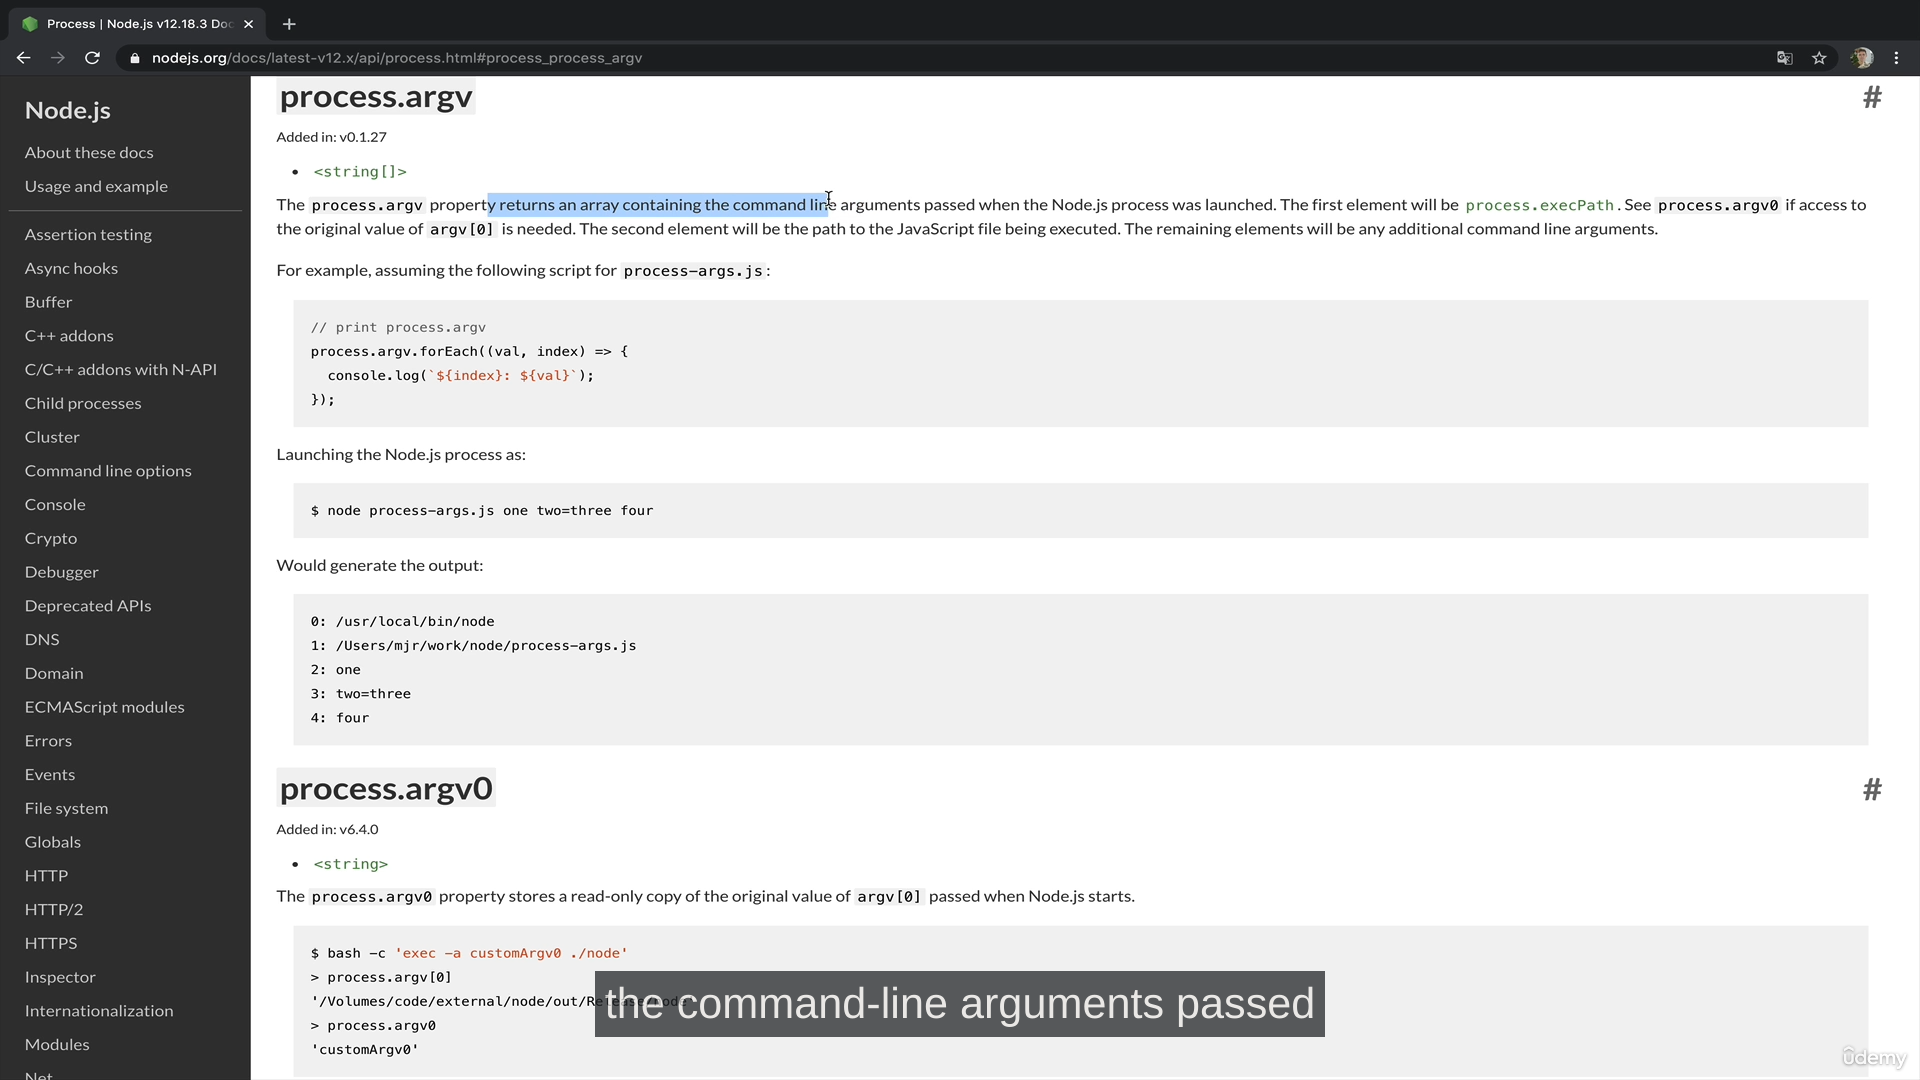 Process | Node.js v12.18.3 Doc
nodejs.org/docs/latest-v12.x/api/process.html#process_process_argv
Node.js
About these docs
Usage and example
Assertion testing
Async hooks
Buffer
C++ addons
C/C++ addons with N-API
Child processes
Cluster
Command line options
Console
Crypto
Debugger
Deprecated APIs
DNS
Domain
ECMAScript modules
Errors
Events
File system
Globals
HTTP
HTTP/2
HTTPS
Inspector
Internationalization
Modules
Net
process.argv
#
Added in: v0.1.27
• <string[]>
The process.argv property returns an array containing the command line arguments passed when the Node.js process was launched. The first element will be process.execPath. See process.argv0 if access to
the original value of argv[0] is needed. The second element will be the path to the JavaScript file being executed. The remaining elements will be any additional command line arguments.
For example, assuming the following script for process-args.js:
// print process.argv
process.argv.forEach((val, index) => {
console.log(`${index}: ${val}`);
});
Launching the Node.js process as:
$ node process-args.js one two=three four
Would generate the output:
0: /usr/local/bin/node
1: /Users/mjr/work/node/process-args.js
2: one
3: two=three
4: four
process.argv0
#
Added in: v6.4.0
• <string>
The process.argv0 property stores a read-only copy of the original value of argv[0] passed when Node.js starts.
$ bash -c 'exec -a customArgv0 ./node'
> process.argv[0]
'/Volumes/code/external/node/out/Release/node'
> process.argv0
'customArgv0'
the command-line arguments passed
ûdemy